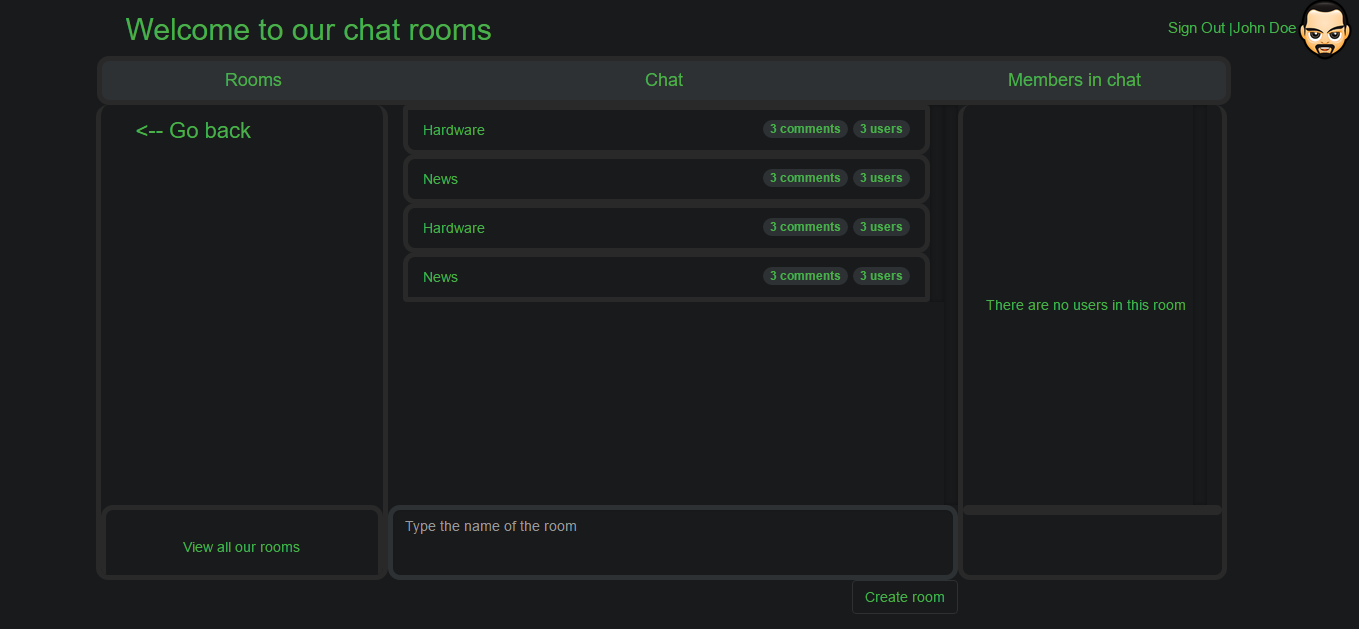 Welcome to our chat rooms
Sign Out |John Doe
Rooms
Chat
Members in chat
<-- Go back
Hardware 3 comments 3 users
News 3 comments 3 users
Hardware 3 comments 3 users
News 3 comments 3 users
There are no users in this room
View all our rooms
Type the name of the room
Create room